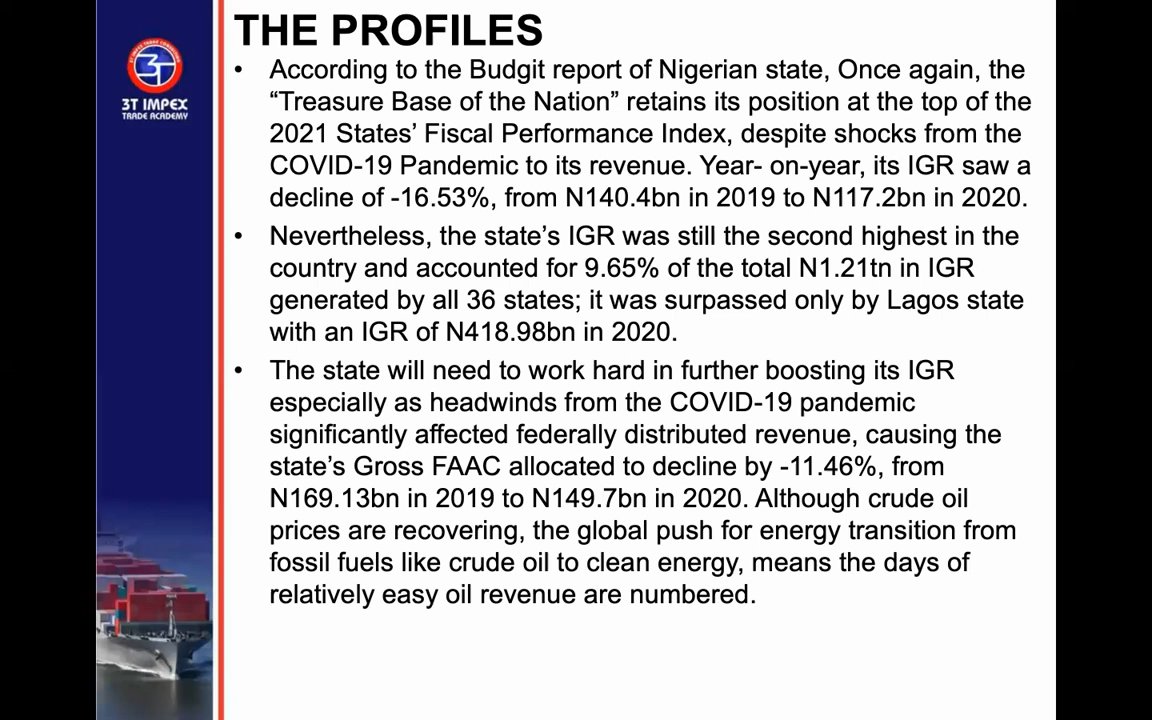 THE PROFILES
3T IMPEX
TRADE ACADEMY
• According to the Budgit report of Nigerian state, Once again, the
“Treasure Base of the Nation” retains its position at the top of the
2021 States’ Fiscal Performance Index, despite shocks from the
COVID-19 Pandemic to its revenue. Year- on-year, its IGR saw a
decline of -16.53%, from N140.4bn in 2019 to N117.2bn in 2020.
• Nevertheless, the state’s IGR was still the second highest in the
country and accounted for 9.65% of the total N1.21tn in IGR
generated by all 36 states; it was surpassed only by Lagos state
with an IGR of N418.98bn in 2020.
• The state will need to work hard in further boosting its IGR
especially as headwinds from the COVID-19 pandemic
significantly affected federally distributed revenue, causing the
state’s Gross FAAC allocated to decline by -11.46%, from
N169.13bn in 2019 to N149.7bn in 2020. Although crude oil
prices are recovering, the global push for energy transition from
fossil fuels like crude oil to clean energy, means the days of
relatively easy oil revenue are numbered.